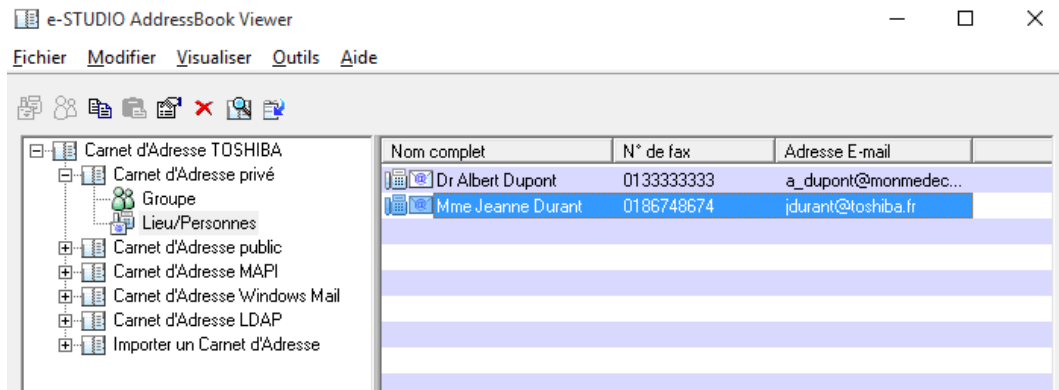 e-STUDIO AddressBook Viewer
Fichier Modifier Visualiser Outils Aide
Carnet d'Adresse TOSHIBA
Carnet d'Adresse privé
Groupe
Lieu/Personnes
Carnet d'Adresse public
Carnet d'Adresse MAPI
Carnet d'Adresse Windows Mail
Carnet d'Adresse LDAP
Importer un Carnet d'Adresse
Nom complet N° de fax Adresse E-mail
Dr Albert Dupont 0133333333 a_dupont@monmedec...
Mme Jeanne Durant 0186748674 jdurant@toshiba.fr